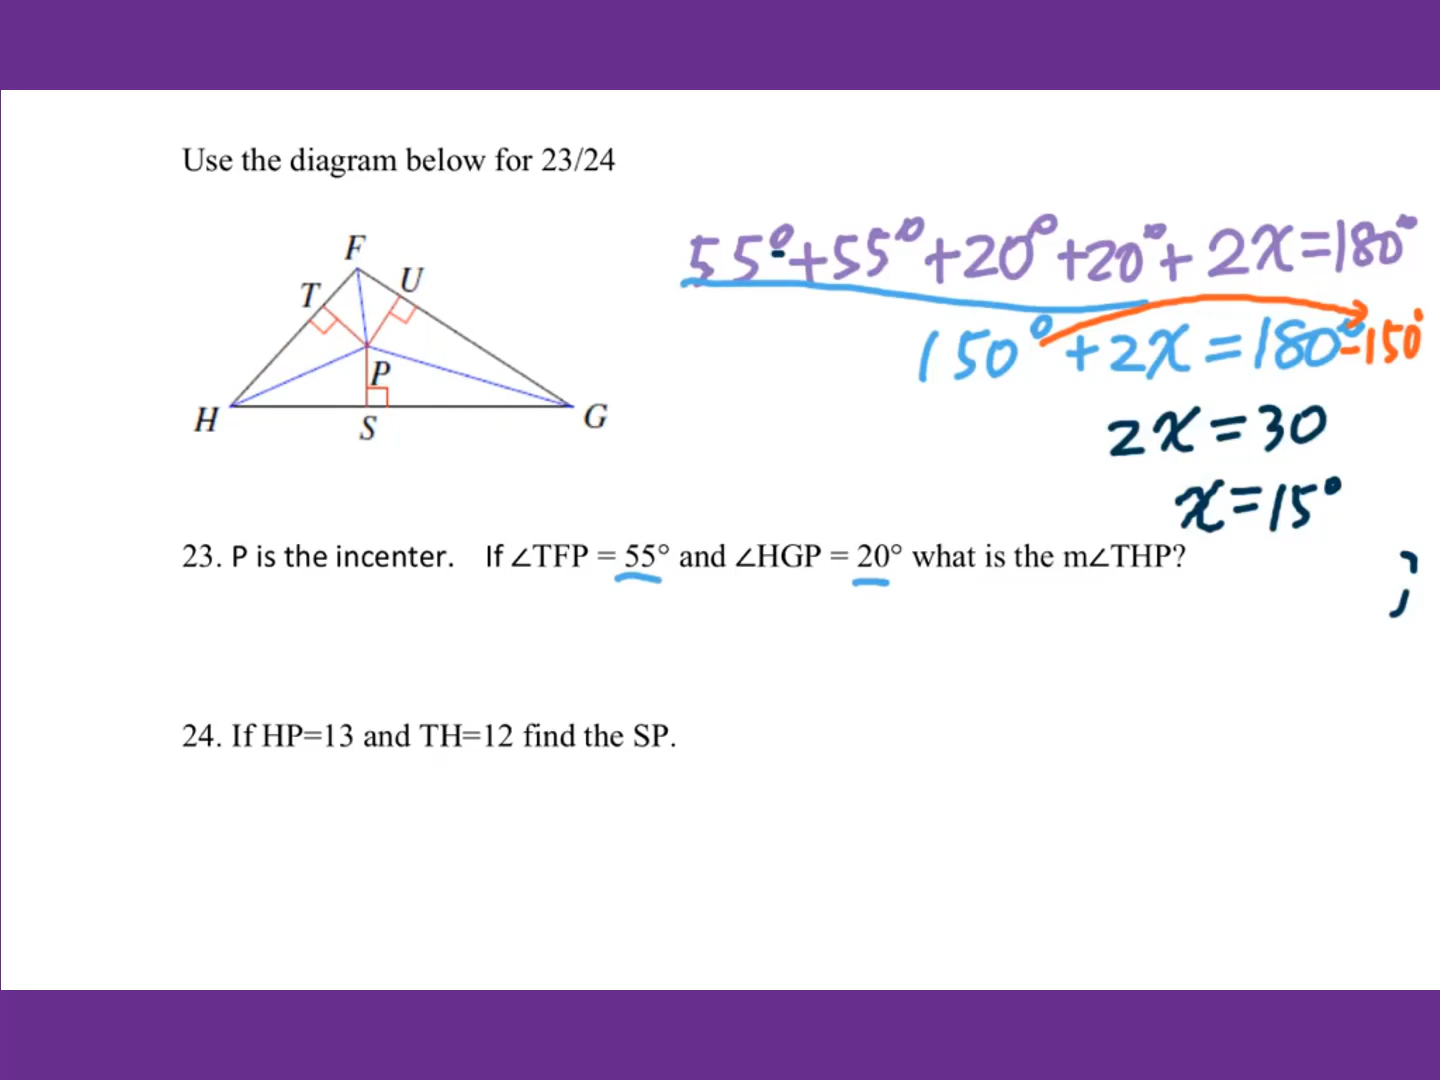 Use the diagram below for 23/24
F
U
T
P
H
S
G
55°+55°+20°+20°+2x=180°
150°+2x=180°-150°
2x=30
x=15°
23. P is the incenter. If ∠TFP = 55° and ∠HGP = 20° what is the m∠THP?
24. If HP=13 and TH=12 find the SP.